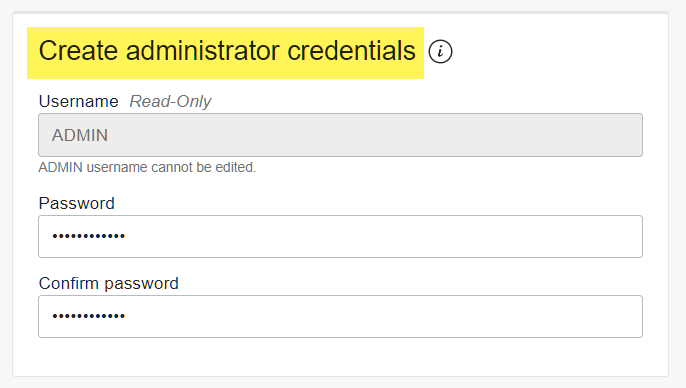 Create administrator credentials i
Username Read-Only
ADMIN
ADMIN username cannot be edited.
Password
••••••••••••
Confirm password
••••••••••••